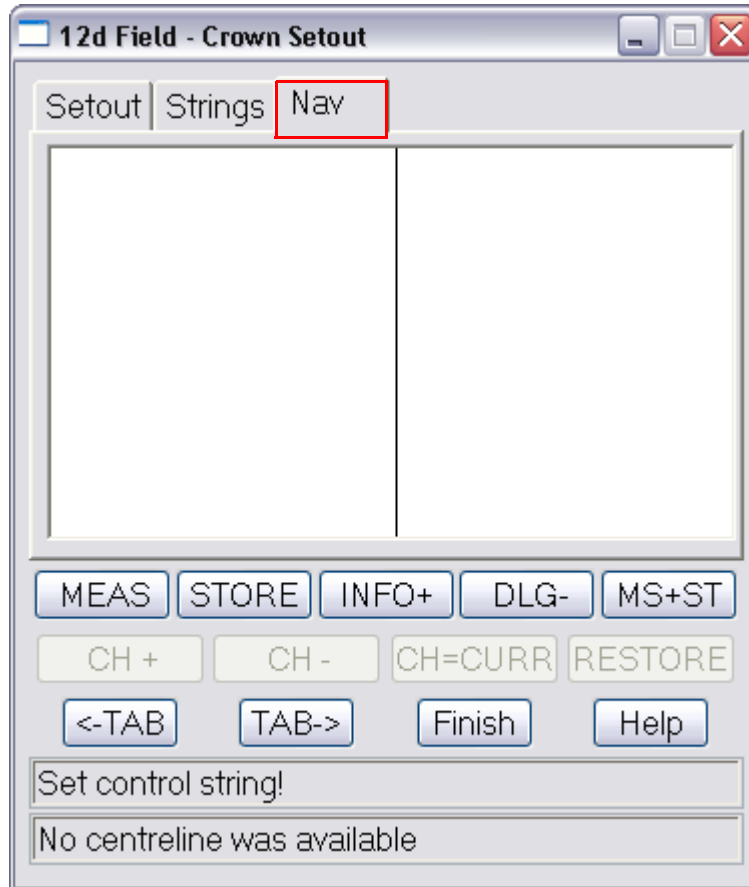 12d Field - Crown Setout
Setout Strings Nav
MEAS STORE INFO+ DLG- MS+ST
CH + CH - CH=CURR RESTORE
<-TAB TAB-> Finish Help
Set control string!
No centreline was available